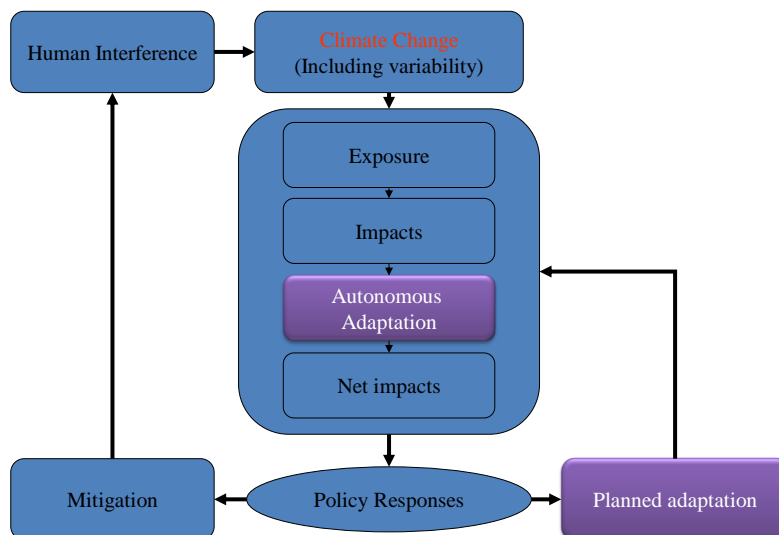 Human Interference
Climate Change
(Including variability)
Exposure
Impacts
Autonomous
Adaptation
Net impacts
Mitigation
Policy Responses
Planned adaptation